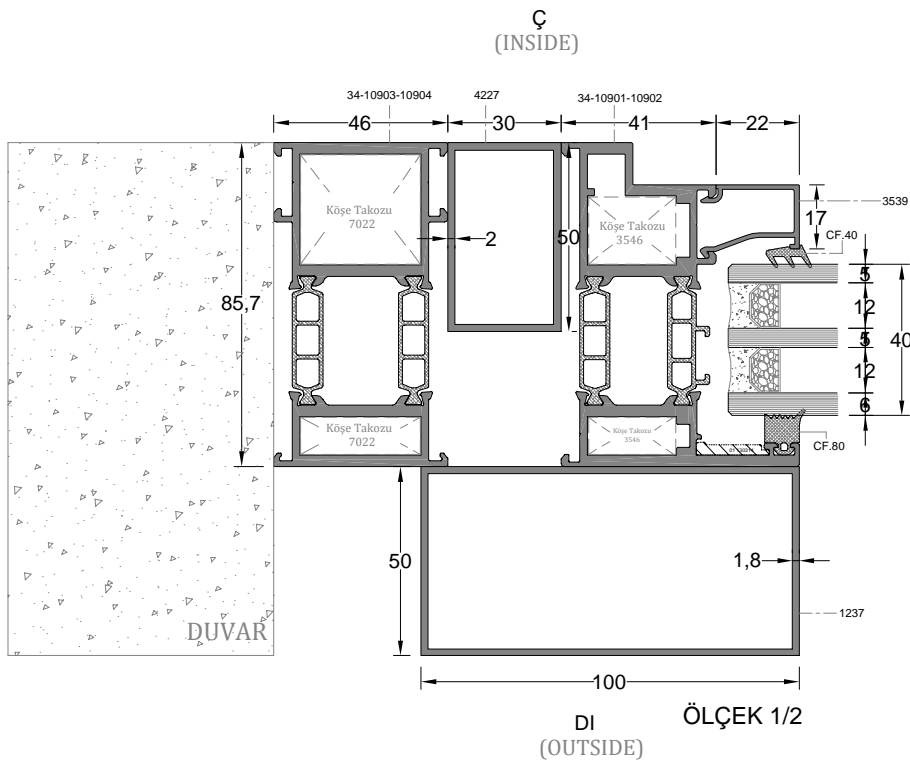 Ç
(INSIDE)
34-10903-10904
4227
34-10901-10902
46
30
41
22
3539
17
CF.40
Köşe Takozu
7022
Köşe Takozu
3546
2
50
5
12
85,7
5
40
12
6
Köşe Takozu
7022
Köşe Takozu
3546
CF.80
50
1,8
1237
DUVAR
100
ÖLÇEK 1/2
DI
(OUTSIDE)